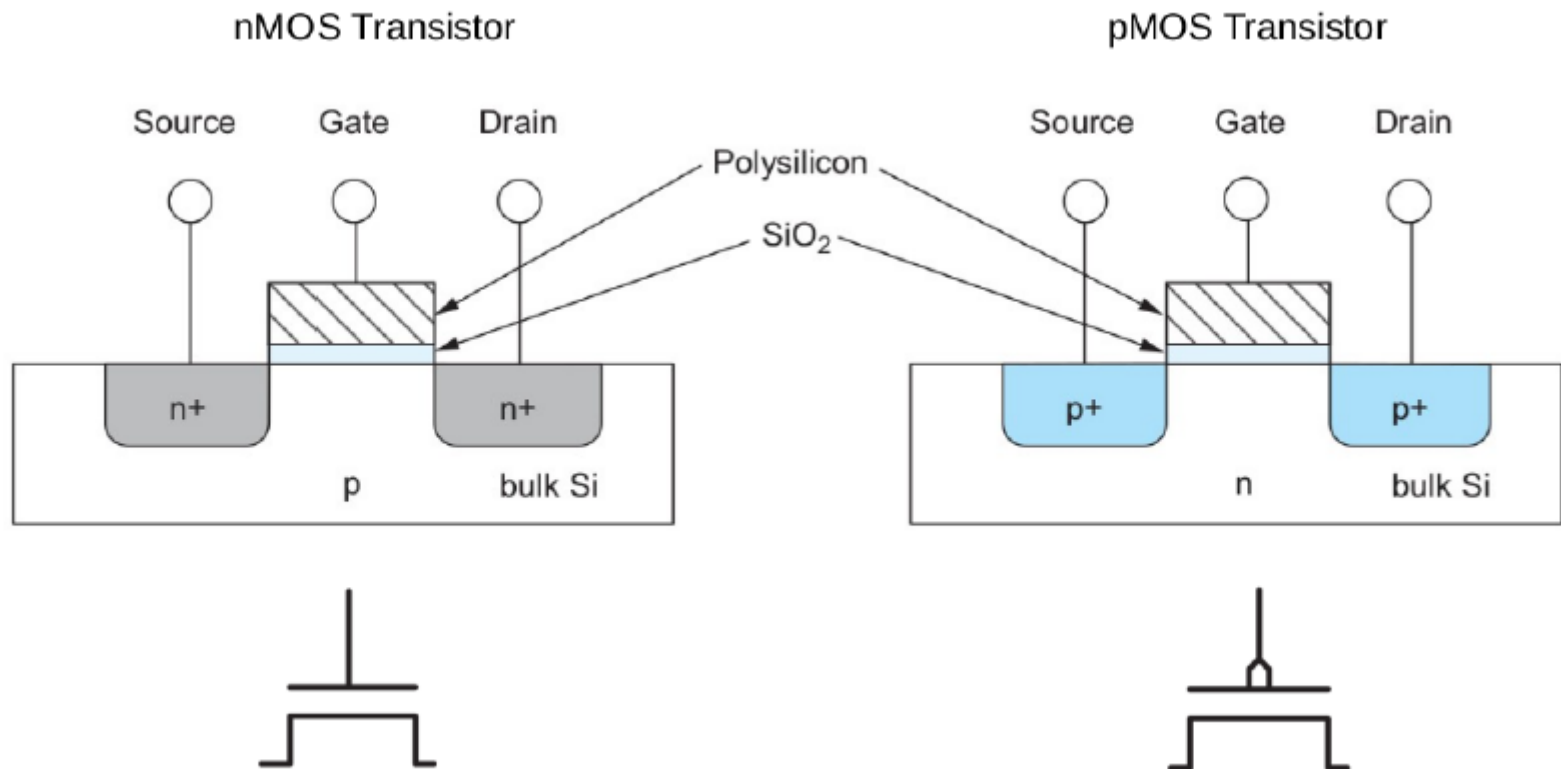 nMOS Transistor
pMOS Transistor
Source Gate Drain
Source Gate Drain
Polysilicon
SiO₂
n+
n+
p+
p+
p
bulk Si
n
bulk Si